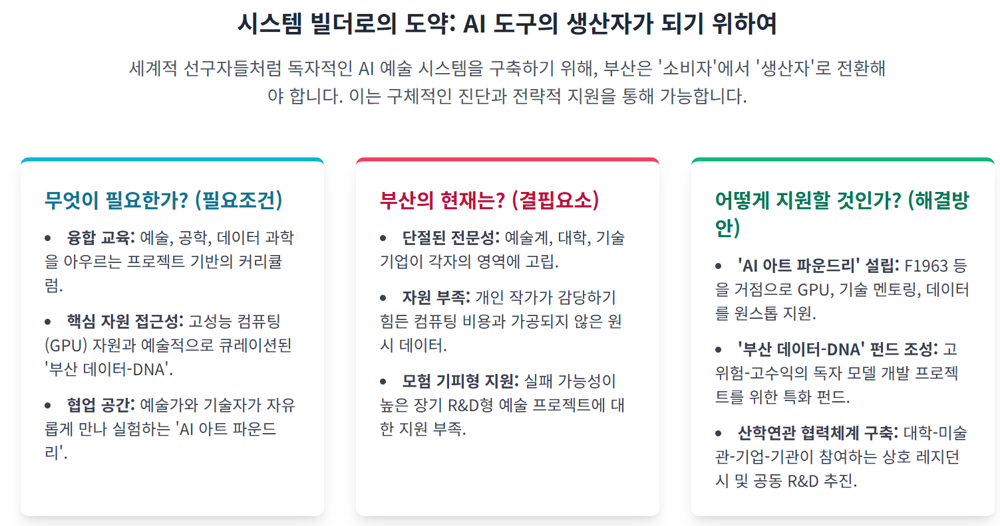 시스템 빌더로의 도약: AI 도구의 생산자가 되기 위하여
세계적 선구자들처럼 독자적인 AI 예술 시스템을 구축하기 위해, 부산은 '소비자'에서 '생산자'로 전환해
야 합니다. 이는 구체적인 진단과 전략적 지원을 통해 가능합니다.
무엇이 필요한가? (필요조건)
• 융합 교육: 예술, 공학, 데이터 과학
을 아우르는 프로젝트 기반의 커리큘
럼.
• 핵심 자원 접근성: 고성능 컴퓨팅
(GPU) 자원과 예술적으로 큐레이션된
'부산 데이터-DNA'.
• 협업 공간: 예술가와 기술자가 자유
롭게 만나 실험하는 'AI 아트 파운드
리'.
부산의 현재는? (결핍요소)
• 단절된 전문성: 예술계, 대학, 기술
기업이 각자의 영역에 고립.
• 자원 부족: 개인 작가가 감당하기
힘든 컴퓨팅 비용과 가공되지 않은 원
시 데이터.
• 모험 기피형 지원: 실패 가능성이
높은 장기 R&D형 예술 프로젝트에 대
한 지원 부족.
어떻게 지원할 것인가? (해결방
안)
• 'AI 아트 파운드리' 설립: F1963 등
을 거점으로 GPU, 기술 멘토링, 데이터
를 원스톱 지원.
• '부산 데이터-DNA' 펀드 조성: 고
위험-고수익의 독자 모델 개발 프로젝
트를 위한 특화 펀드.
• 산학연관 협력체계 구축: 대학-미술
관-기업-기관이 참여하는 상호 레지던
시 및 공동 R&D 추진.